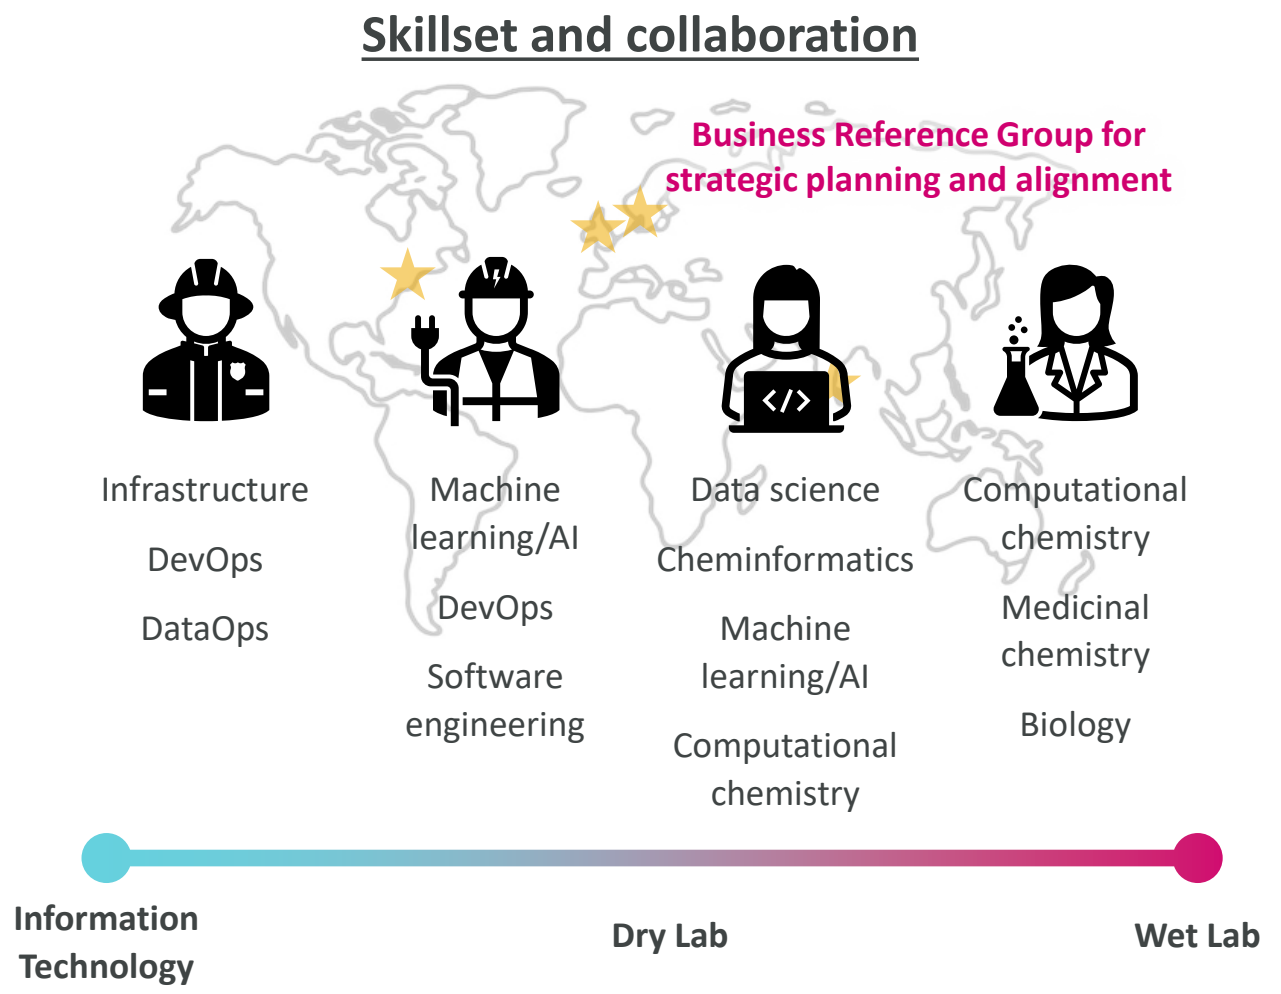 Skillset and collaboration
Business Reference Group for
strategic planning and alignment
</>
Infrastructure
DevOps
DataOps
Machine
learning/AI
DevOps
Software
engineering
Data science
Cheminformatics
Machine
learning/AI
Computational
chemistry
Computational
chemistry
Medicinal
chemistry
Biology
Information
Technology
Dry Lab
Wet Lab